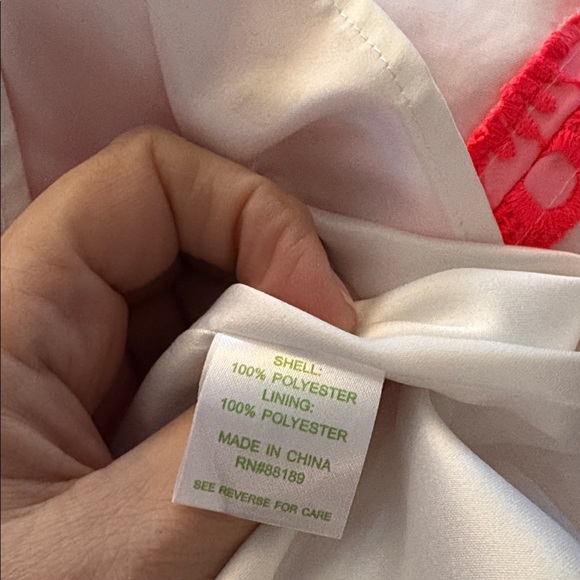 SHELL:
100% POLYESTER
LINING:
100% POLYESTER
MADE IN CHINA
RN#88189
SEE REVERSE FOR CARE